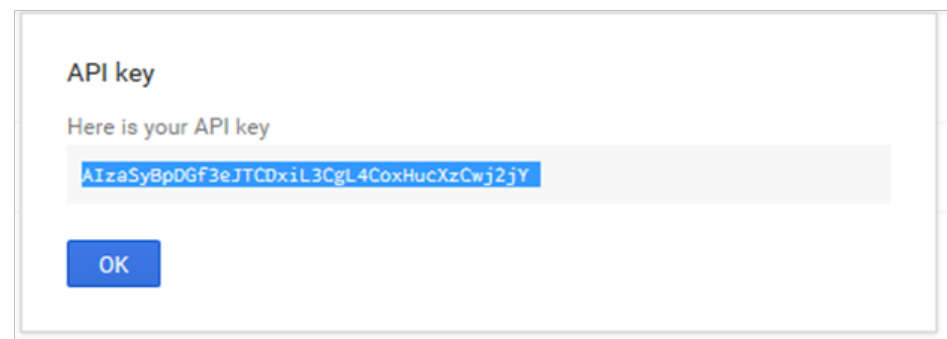 API key
Here is your API key
AIzaSyBpDGf3eJTCDxiL3CgL4CoxHucXzCwj2jY
OK